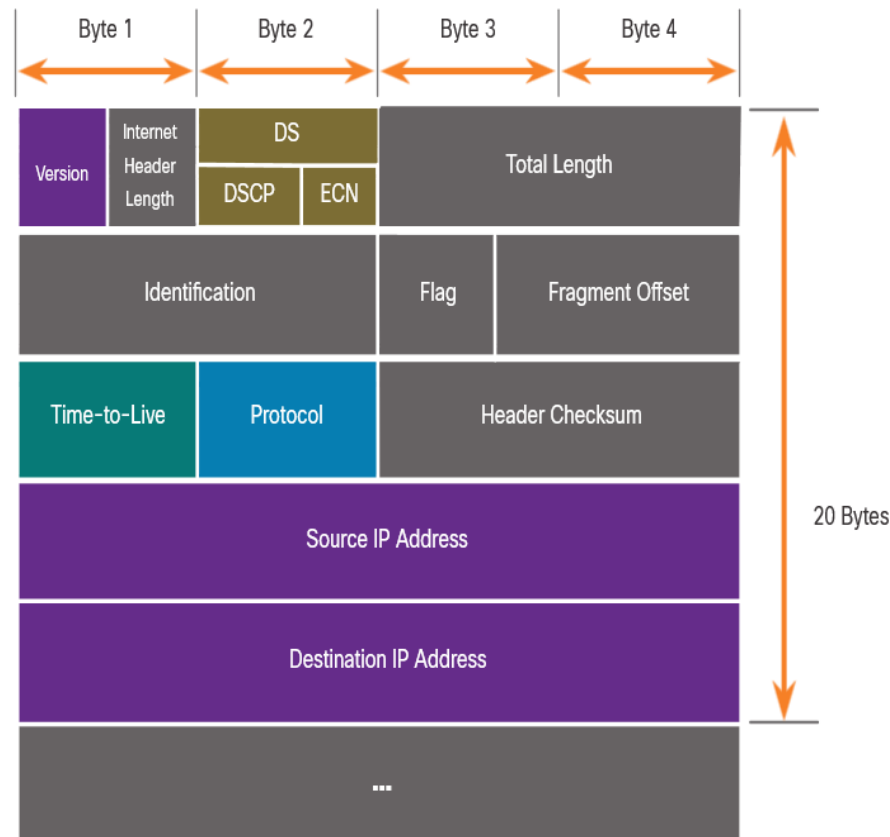 Byte 1
Byte 2
Byte 3
Byte 4
Version
Internet
Header
Length
DS
DSCP
ECN
Total Length
Identification
Flag
Fragment Offset
Time-to-Live
Protocol
Header Checksum
Source IP Address
20 Bytes
Destination IP Address
...